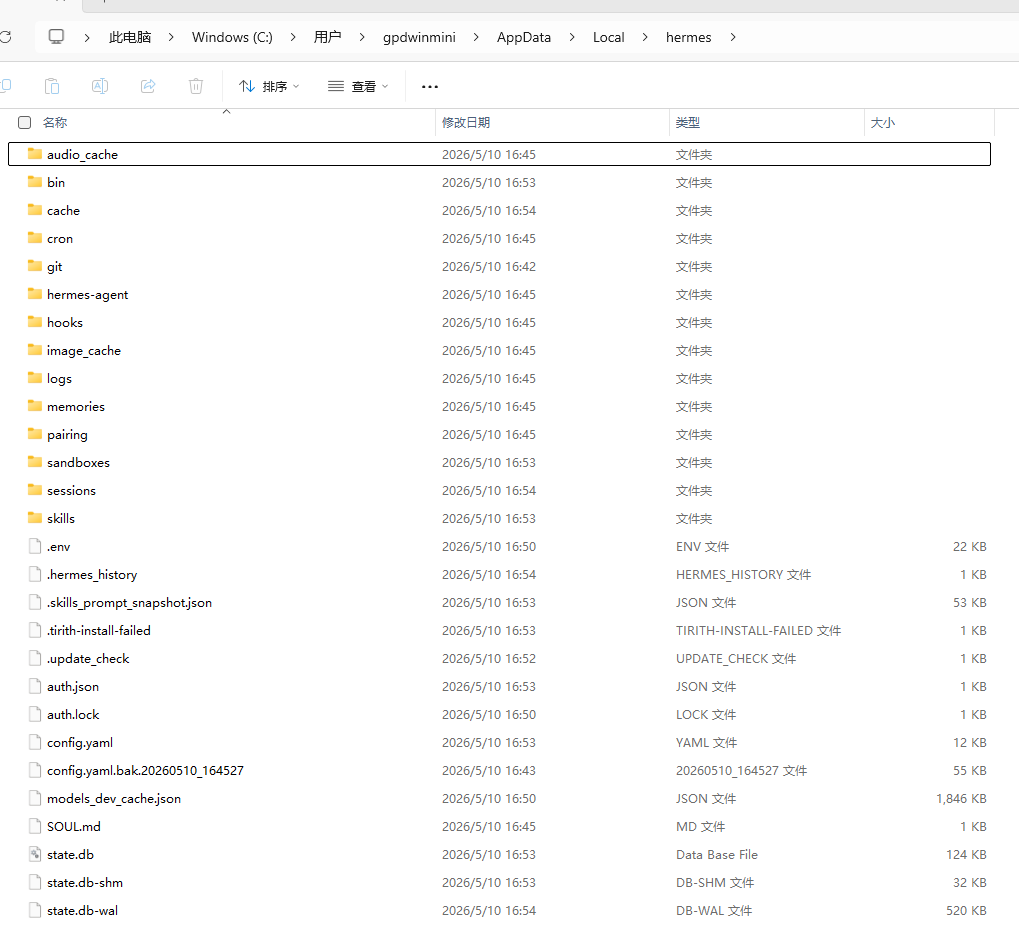 此电脑 > Windows (C:) > 用户 > gpdwinmini > AppData > Local > hermes >
排序 查看 ...
名称 修改日期 类型 大小
audio_cache 2026/5/10 16:45 文件夹
bin 2026/5/10 16:53 文件夹
cache 2026/5/10 16:54 文件夹
cron 2026/5/10 16:45 文件夹
git 2026/5/10 16:42 文件夹
hermes-agent 2026/5/10 16:45 文件夹
hooks 2026/5/10 16:45 文件夹
image_cache 2026/5/10 16:45 文件夹
logs 2026/5/10 16:45 文件夹
memories 2026/5/10 16:45 文件夹
pairing 2026/5/10 16:45 文件夹
sandboxes 2026/5/10 16:53 文件夹
sessions 2026/5/10 16:54 文件夹
skills 2026/5/10 16:53 文件夹
.env 2026/5/10 16:50 ENV 文件 22 KB
.hermes_history 2026/5/10 16:54 HERMES_HISTORY 文件 1 KB
.skills_prompt_snapshot.json 2026/5/10 16:53 JSON 文件 53 KB
.tirith-install-failed 2026/5/10 16:53 TIRITH-INSTALL-FAILED 文件 1 KB
.update_check 2026/5/10 16:52 UPDATE_CHECK 文件 1 KB
auth.json 2026/5/10 16:53 JSON 文件 1 KB
auth.lock 2026/5/10 16:50 LOCK 文件 1 KB
config.yaml 2026/5/10 16:53 YAML 文件 12 KB
config.yaml.bak.20260510_164527 2026/5/10 16:43 20260510_164527 文件 55 KB
models_dev_cache.json 2026/5/10 16:50 JSON 文件 1,846 KB
SOUL.md 2026/5/10 16:45 MD 文件 1 KB
state.db 2026/5/10 16:53 Data Base File 124 KB
state.db-shm 2026/5/10 16:53 DB-SHM 文件 32 KB
state.db-wal 2026/5/10 16:54 DB-WAL 文件 520 KB